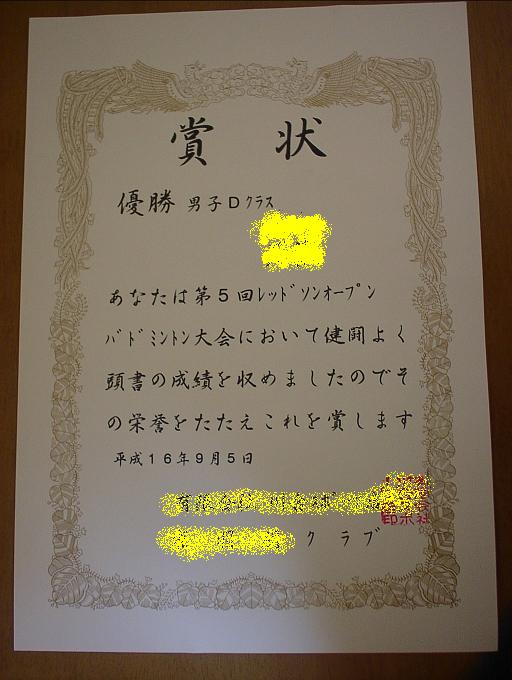 賞状
優勝 男子Dクラス
あなたは第5回レッドソンオープン
バドミントン大会において健闘よく
頭書の成績を収めましたのでそ
の栄誉をたたえこれを賞します
平成16年9月5日
クラブ